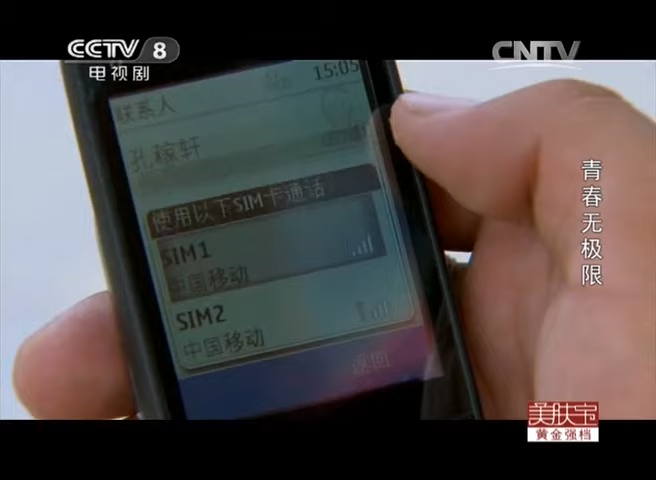 CCTV 8
电视剧
CNTV
15:05
联系人
孔稼轩
使用以下SIM卡通话
SIM1
中国移动
SIM2
中国移动
返回
青春无极限
美肤宝
黄金强档